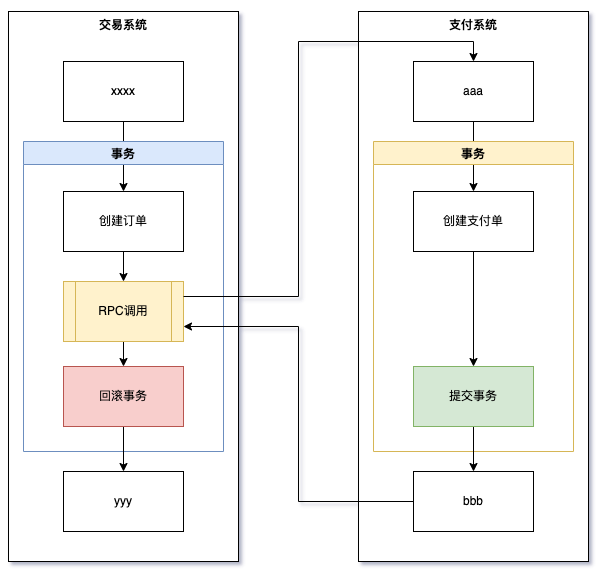 交易系统
xxxx
事务
创建订单
RPC调用
回滚事务
yyy
支付系统
aaa
事务
创建支付单
提交事务
bbb